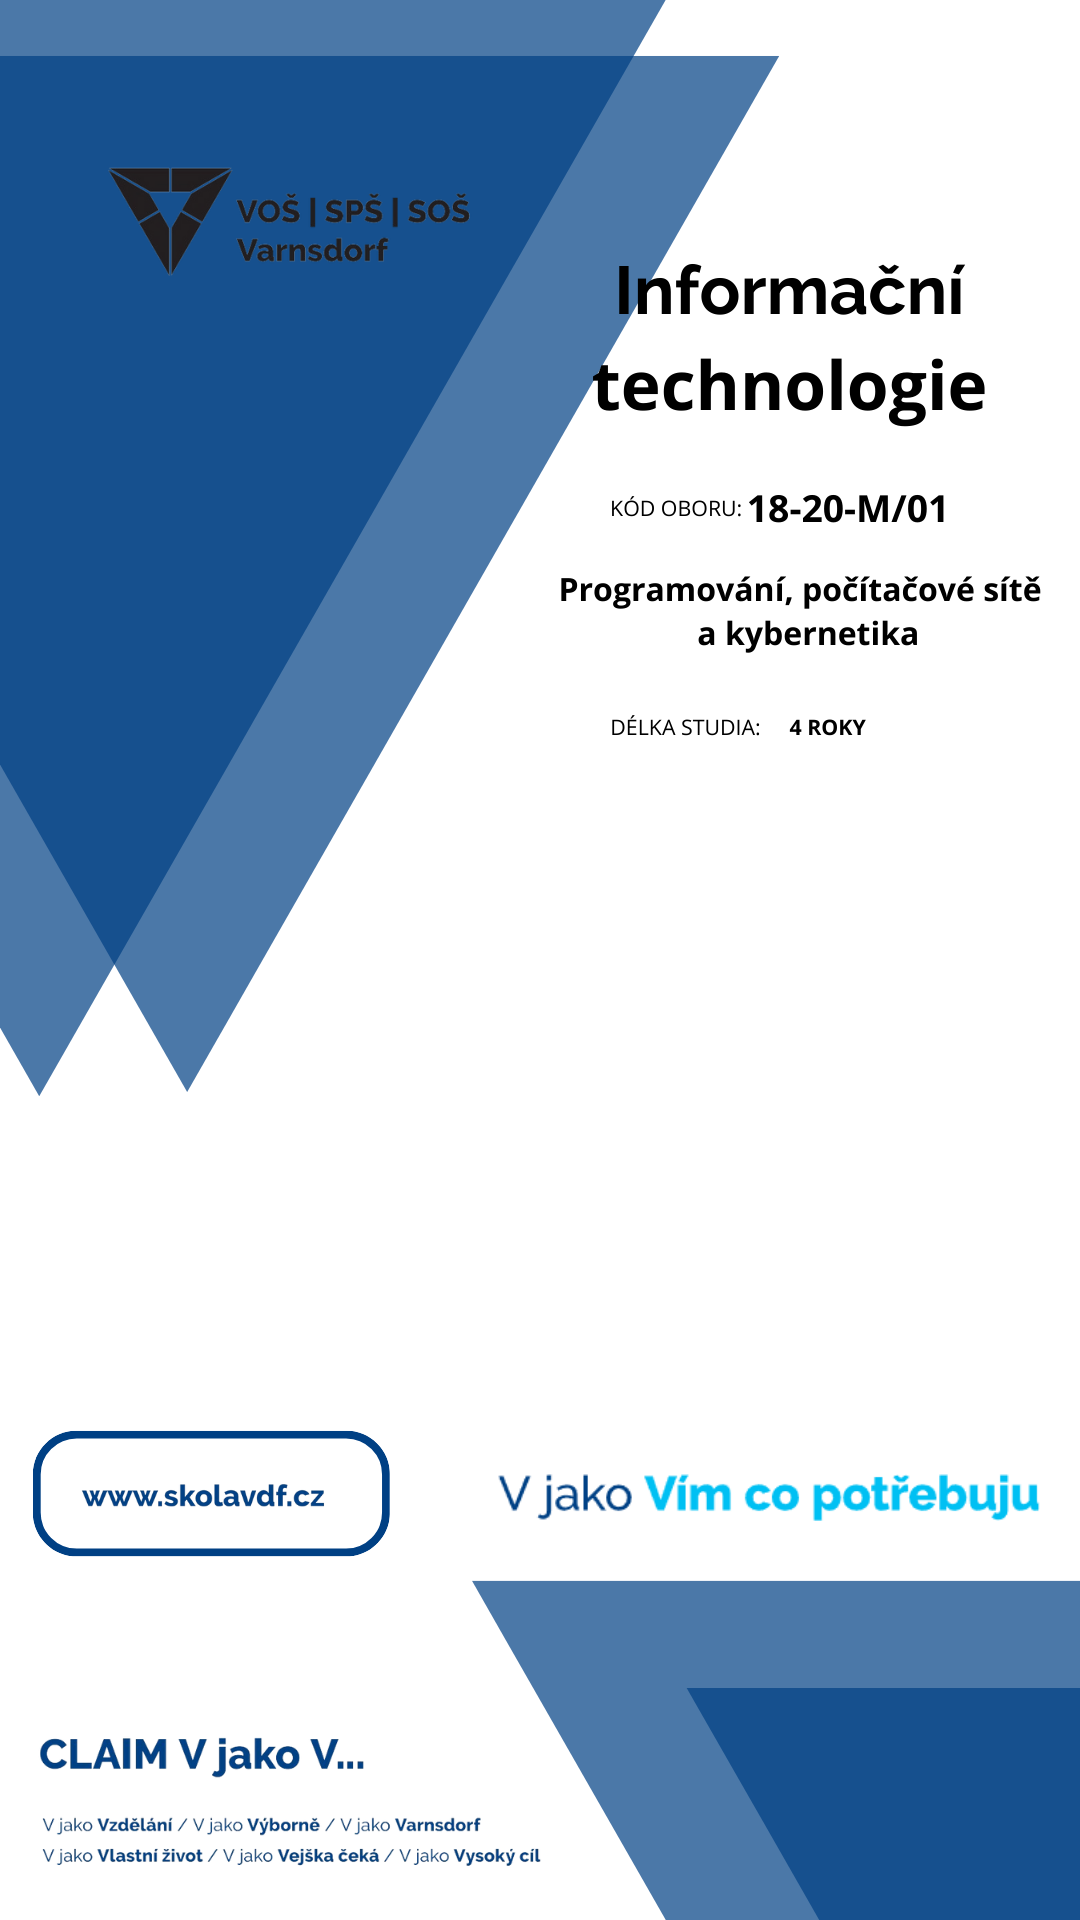 VOŠ | SPŠ | SOŠ
Varnsdorf
Informační
technologie
KÓD OBORU: 18-20-M/01
Programování, počítačové sítě
a kybernetika
DÉLKA STUDIA: 4 ROKY
www.skolavdf.cz
V jako Vím co potřebuju
CLAIM V jako V...
V jako Vzdělání / V jako Výborně / V jako Varnsdorf
V jako Vlastní život / V jako Vejška čeká / V jako Vysoký cíl